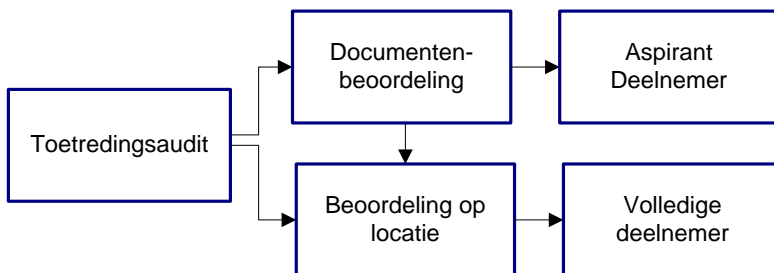 Documenten-
beoordeling
Aspirant
Deelnemer
Toetredingsaudit
Beoordeling op
locatie
Volledige
deelnemer